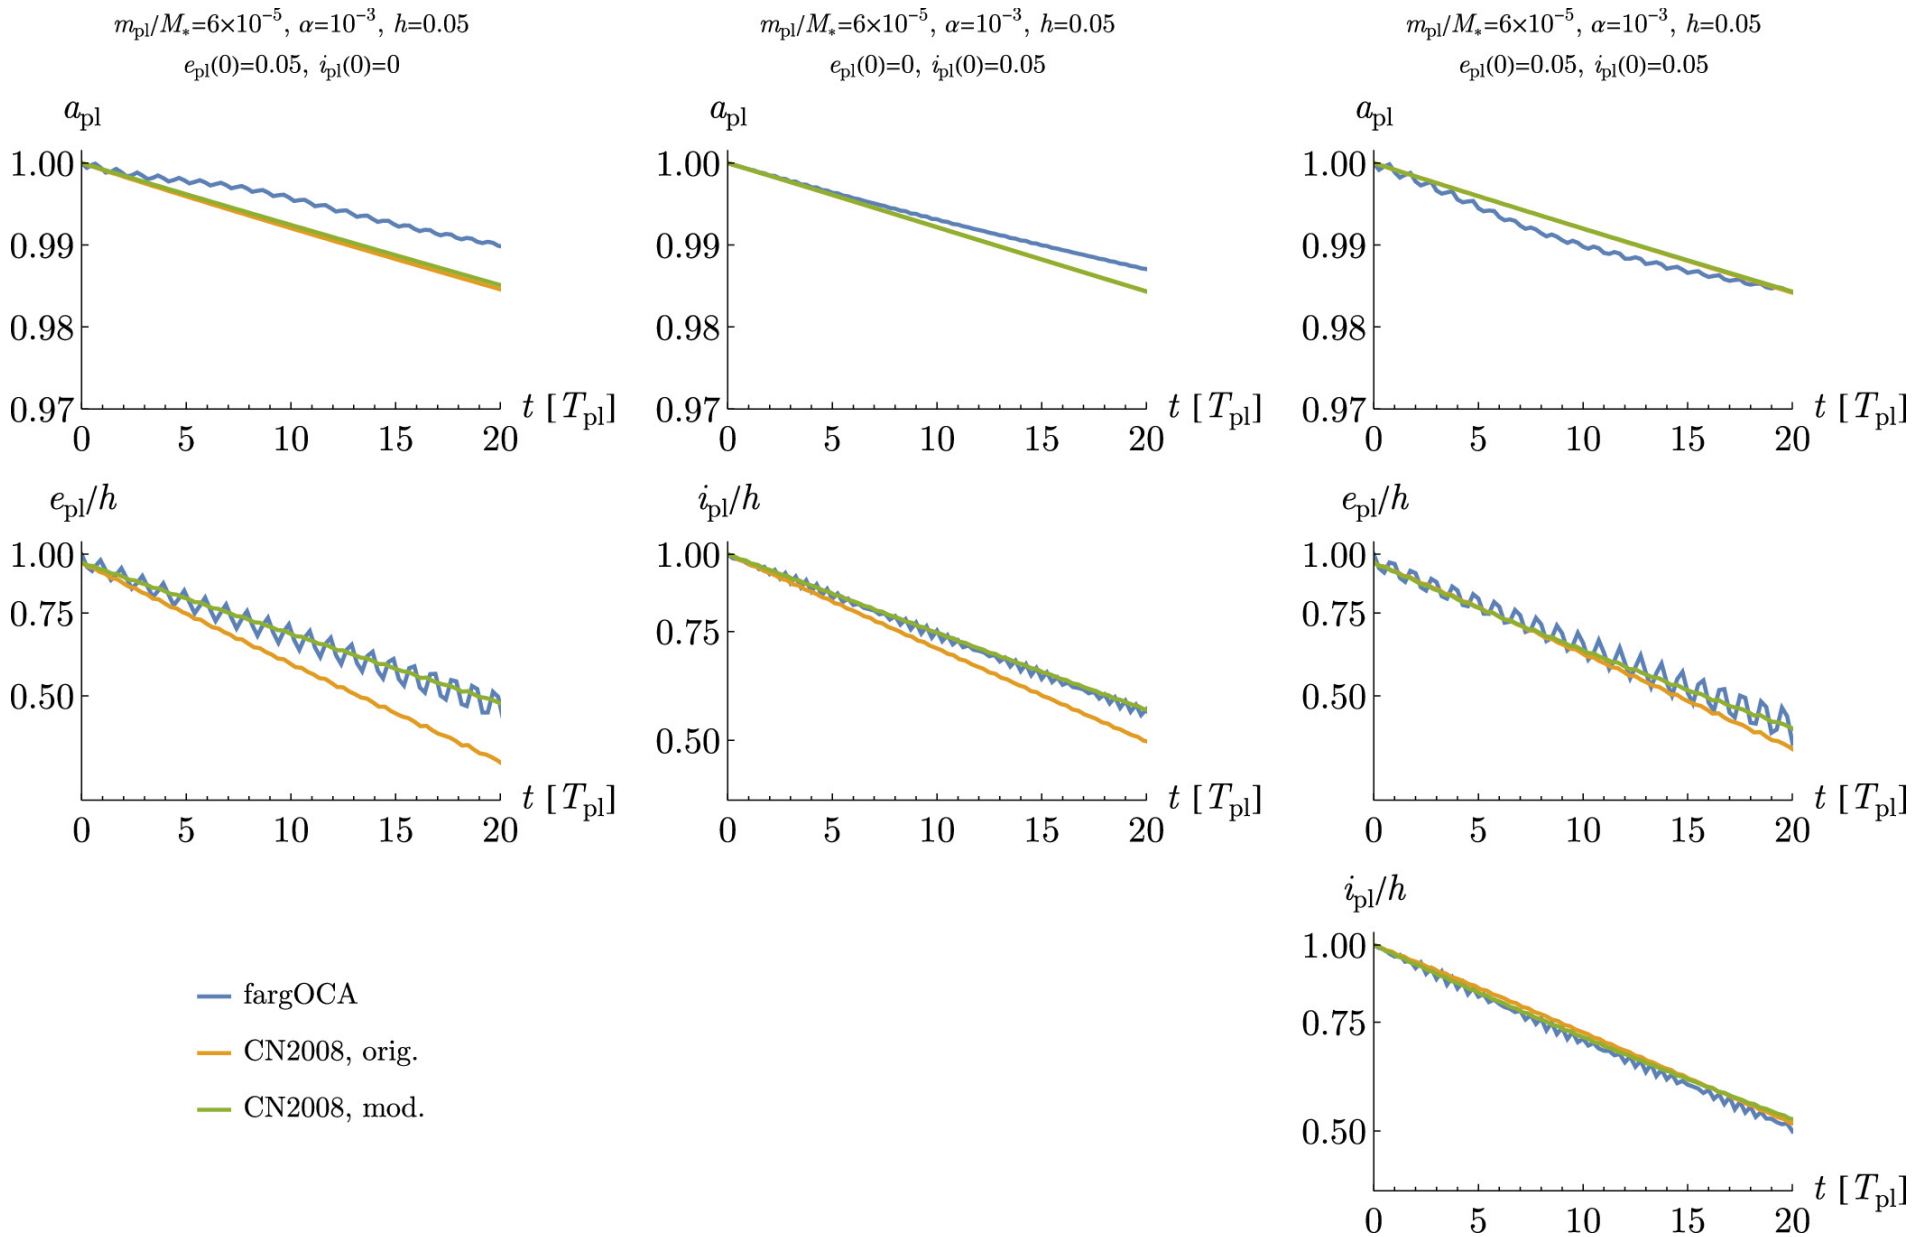 m_pl/M_*=6×10^−5, α=10^−3, h=0.05
e_pl(0)=0.05, i_pl(0)=0
a_pl
1.00
0.99
0.98
0.97
0 5 10 15 20
t [T_pl]
m_pl/M_*=6×10^−5, α=10^−3, h=0.05
e_pl(0)=0, i_pl(0)=0.05
a_pl
1.00
0.99
0.98
0.97
0 5 10 15 20
t [T_pl]
m_pl/M_*=6×10^−5, α=10^−3, h=0.05
e_pl(0)=0.05, i_pl(0)=0.05
a_pl
1.00
0.99
0.98
0.97
0 5 10 15 20
t [T_pl]
e_pl/h
1.00
0.75
0.50
0 5 10 15 20
t [T_pl]
i_pl/h
1.00
0.75
0.50
0 5 10 15 20
t [T_pl]
e_pl/h
1.00
0.75
0.50
0 5 10 15 20
t [T_pl]
fargOCA
CN2008, orig.
CN2008, mod.
i_pl/h
1.00
0.75
0.50
0 5 10 15 20
t [T_pl]